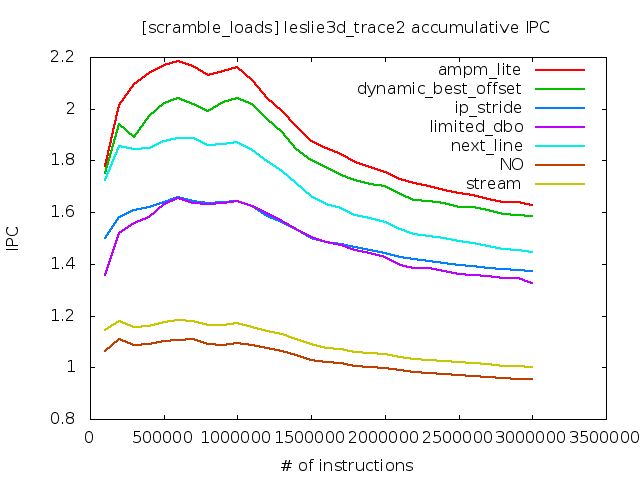 [scramble_loads] leslie3d_trace2 accumulative IPC
2.2
2
1.8
1.6
1.4
1.2
1
0.8
IPC
ampm_lite
dynamic_best_offset
ip_stride
limited_dbo
next_line
NO
stream
0 500000 1000000 1500000 2000000 2500000 3000000 3500000
# of instructions